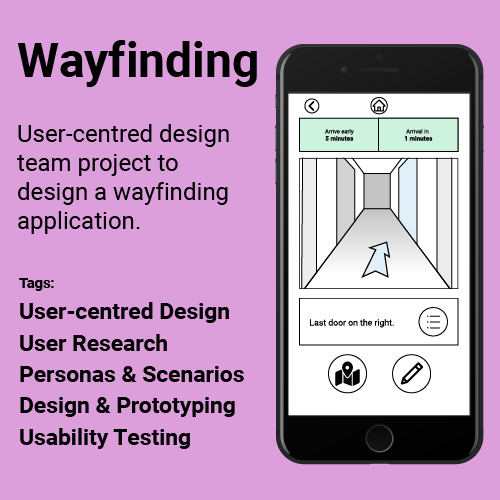 Wayfinding
User-centred design
team project to
design a wayfinding
application.
Tags:
User-centred Design
User Research
Personas & Scenarios
Design & Prototyping
Usability Testing
Arrive early
5 minutes
Arrival in
1 minutes
Last door on the right.